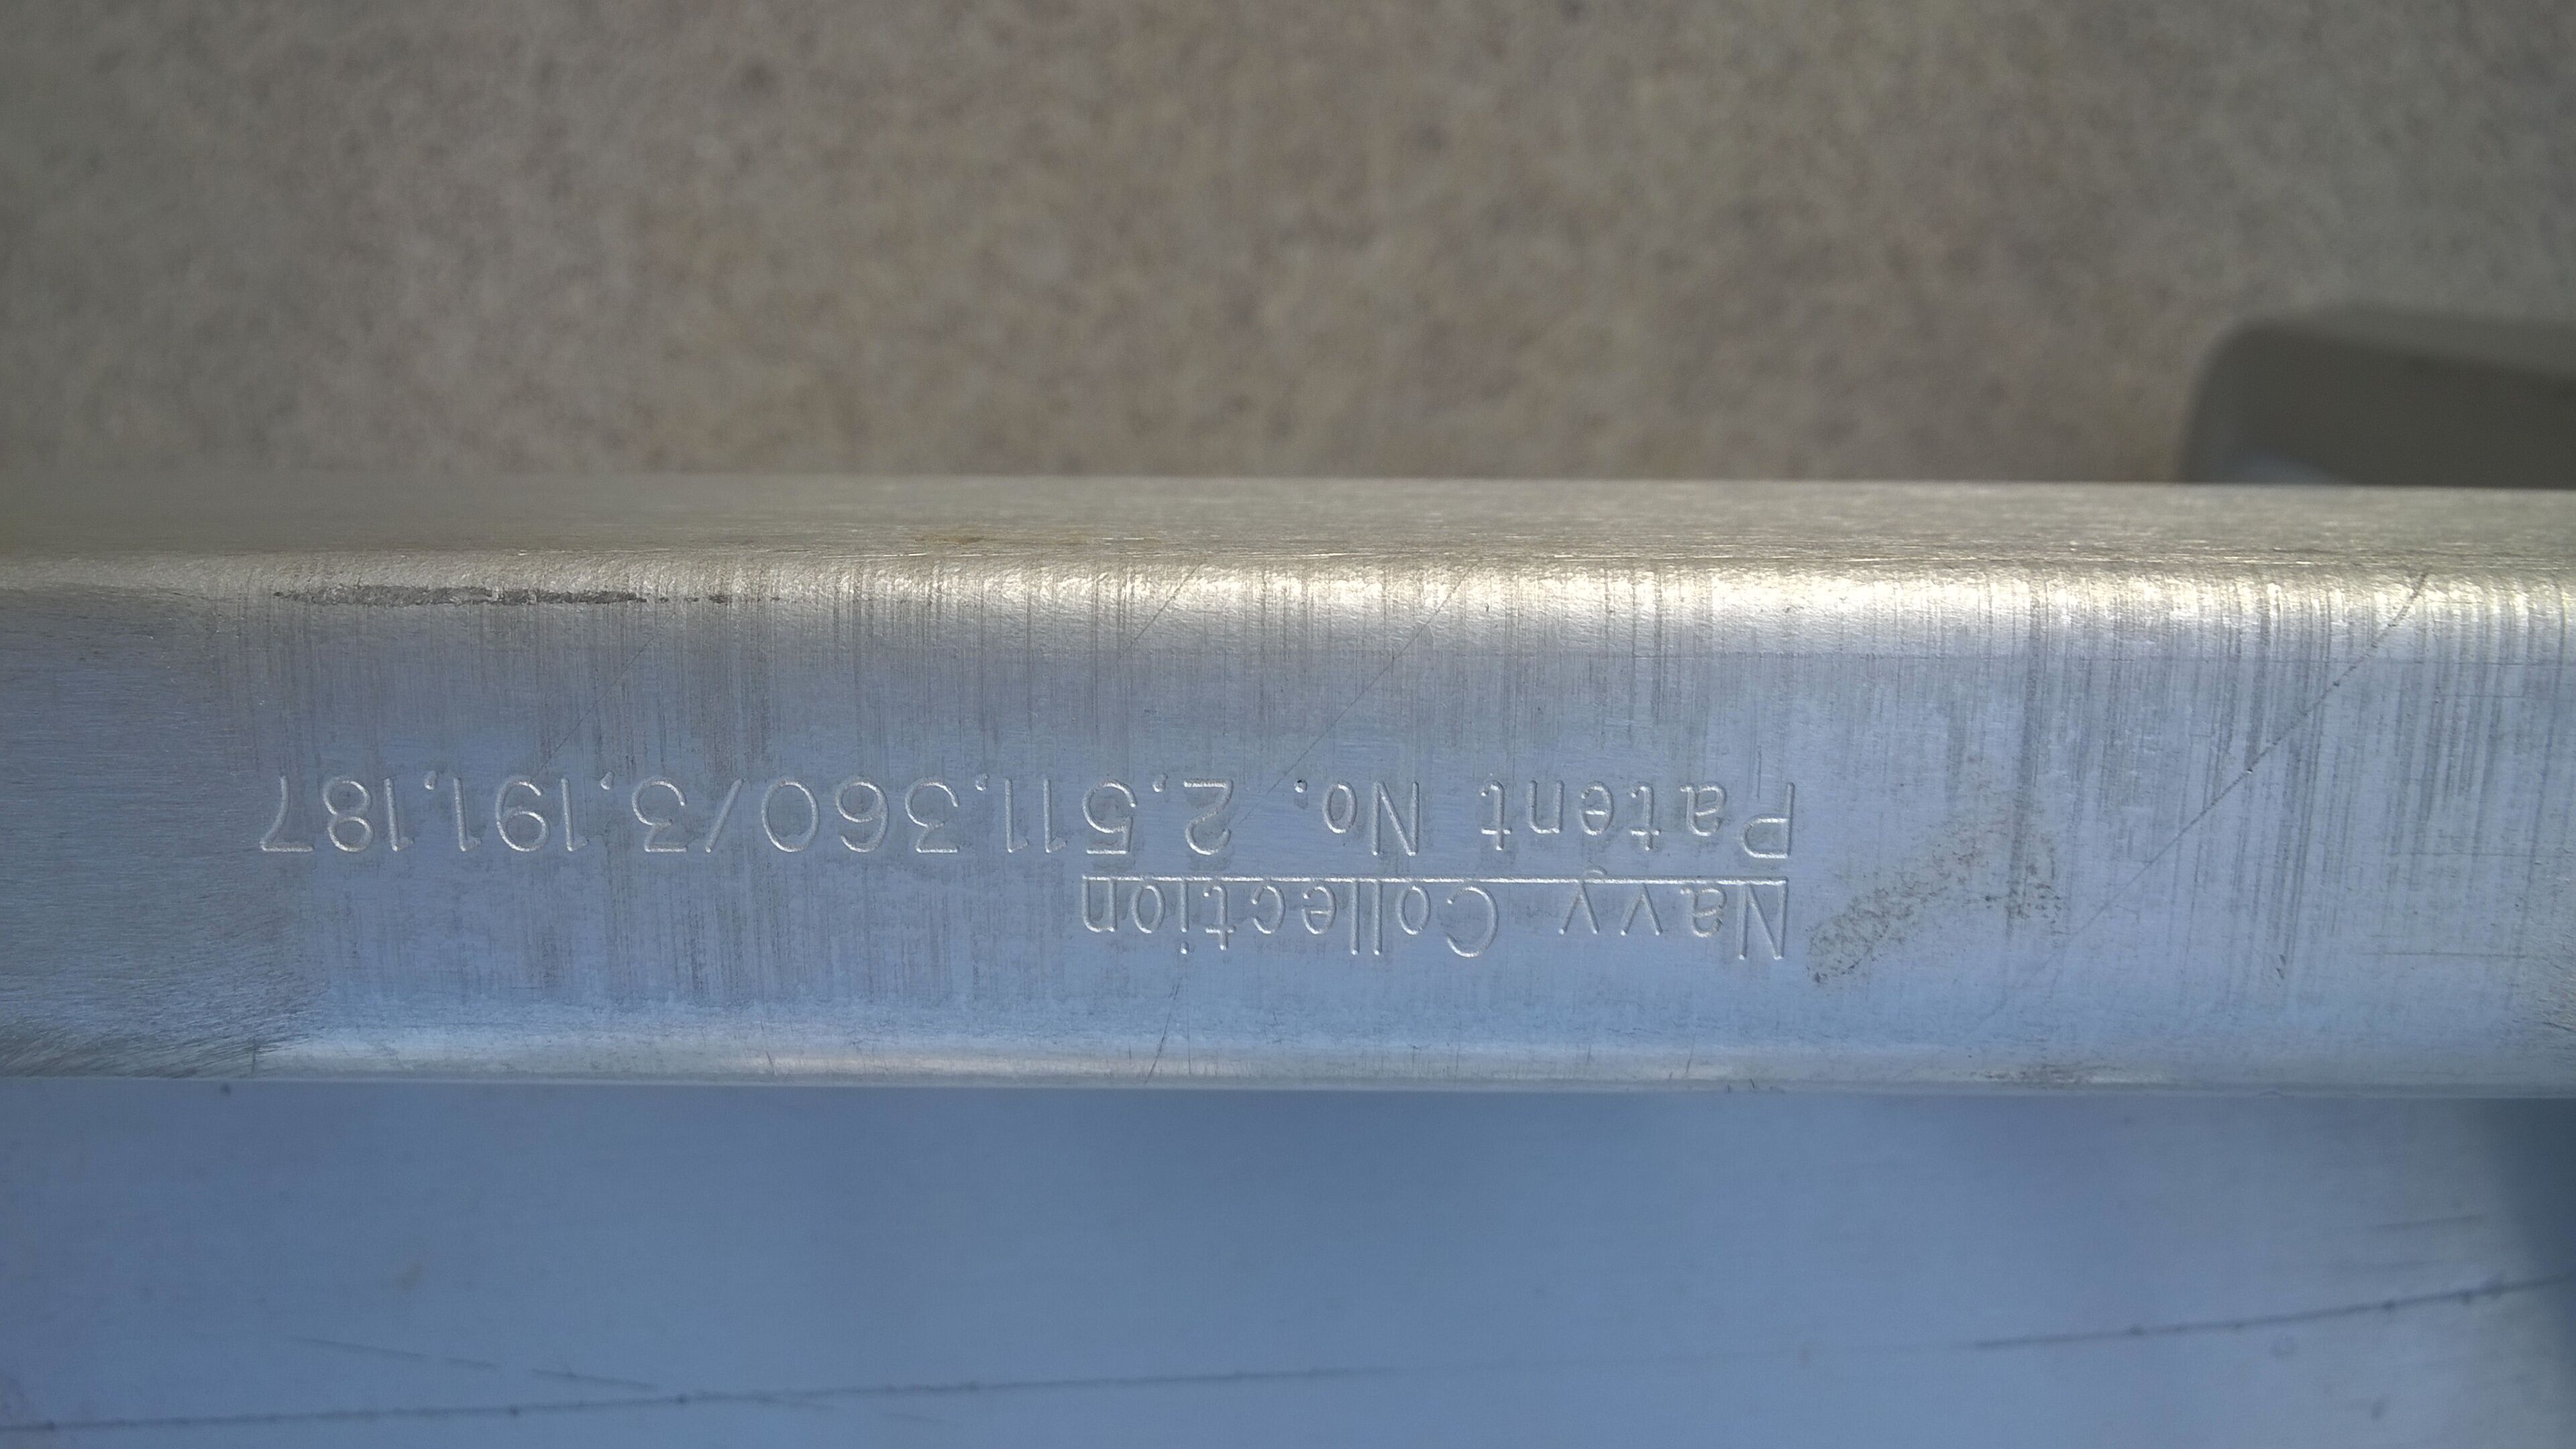 Navy Collection
Patent No. 2,511,360/3,191,187